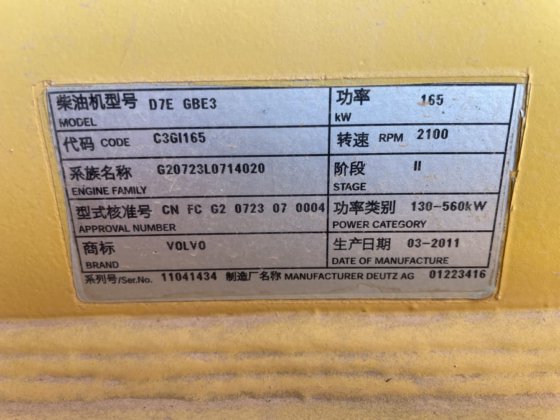 柴油机型号 D7E GBE3 功率 165
MODEL kW
代码 CODE C3GI165 转速 RPM 2100
系族名称 G20723L0714020 阶段 II
ENGINE FAMILY STAGE
型式核准号 CN FC G2 0723 07 0004 功率类别 130-560kW
APPROVAL NUMBER POWER CATEGORY
商标 VOLVO 生产日期 03-2011
BRAND DATE OF MANUFACTURE
系列号/Ser.No. 11041434 制造厂名称 MANUFACTURER DEUTZ AG 01223416